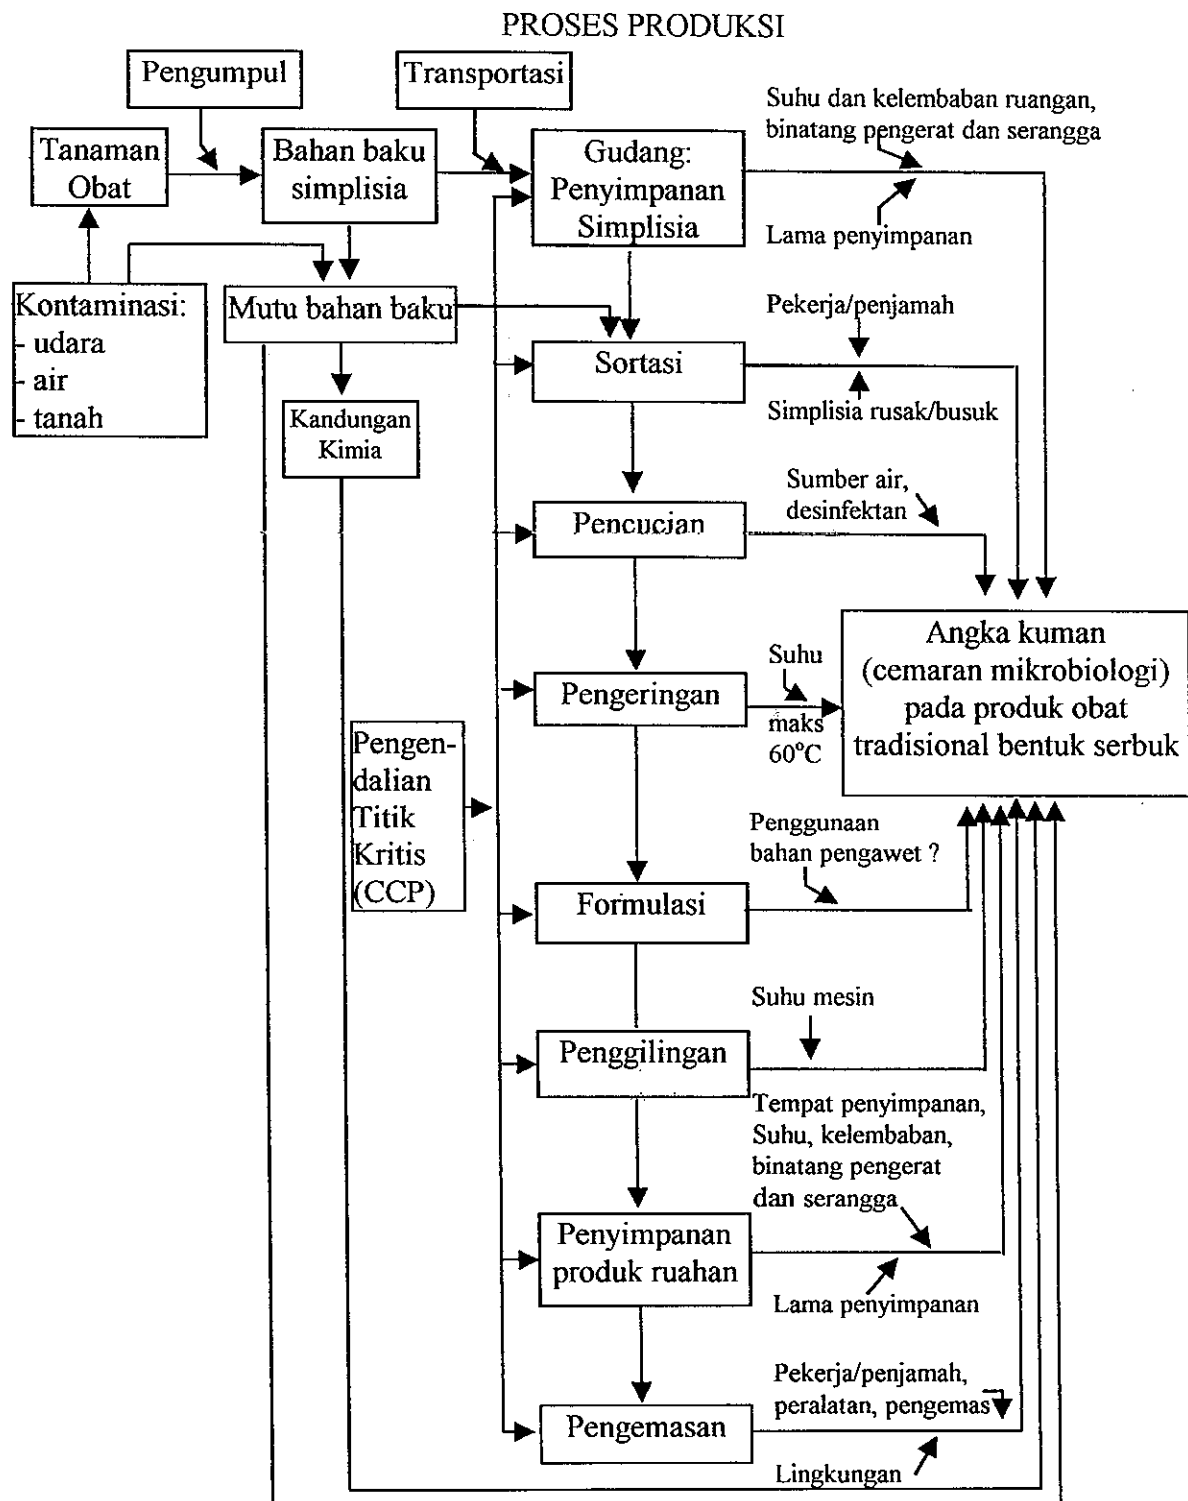 PROSES PRODUKSI
Pengumpul
Transportasi
Tanaman
Obat
Bahan baku
simplisia
Gudang:
Penyimpanan
Simplisia
Suhu dan kelembaban ruangan,
binatang pengerat dan serangga
Lama penyimpanan
Kontaminasi:
- udara
- air
- tanah
Mutu bahan baku
Kandungan
Kimia
Sortasi
Pekerja/penjamah
Simplisia rusak/busuk
Pencucian
Sumber air,
desinfektan
Pengeringan
Suhu
maks
60°C
Angka kuman
(cemaran mikrobiologi)
pada produk obat
tradisional bentuk serbuk
Pengen-
dalian
Titik
Kritis
(CCP)
Formulasi
Penggunaan
bahan pengawet ?
Penggilingan
Suhu mesin
Penyimpanan
produk ruahan
Tempat penyimpanan,
Suhu, kelembaban,
binatang pengerat
dan serangga
Lama penyimpanan
Pengemasan
Pekerja/penjamah,
peralatan, pengemas
Lingkungan